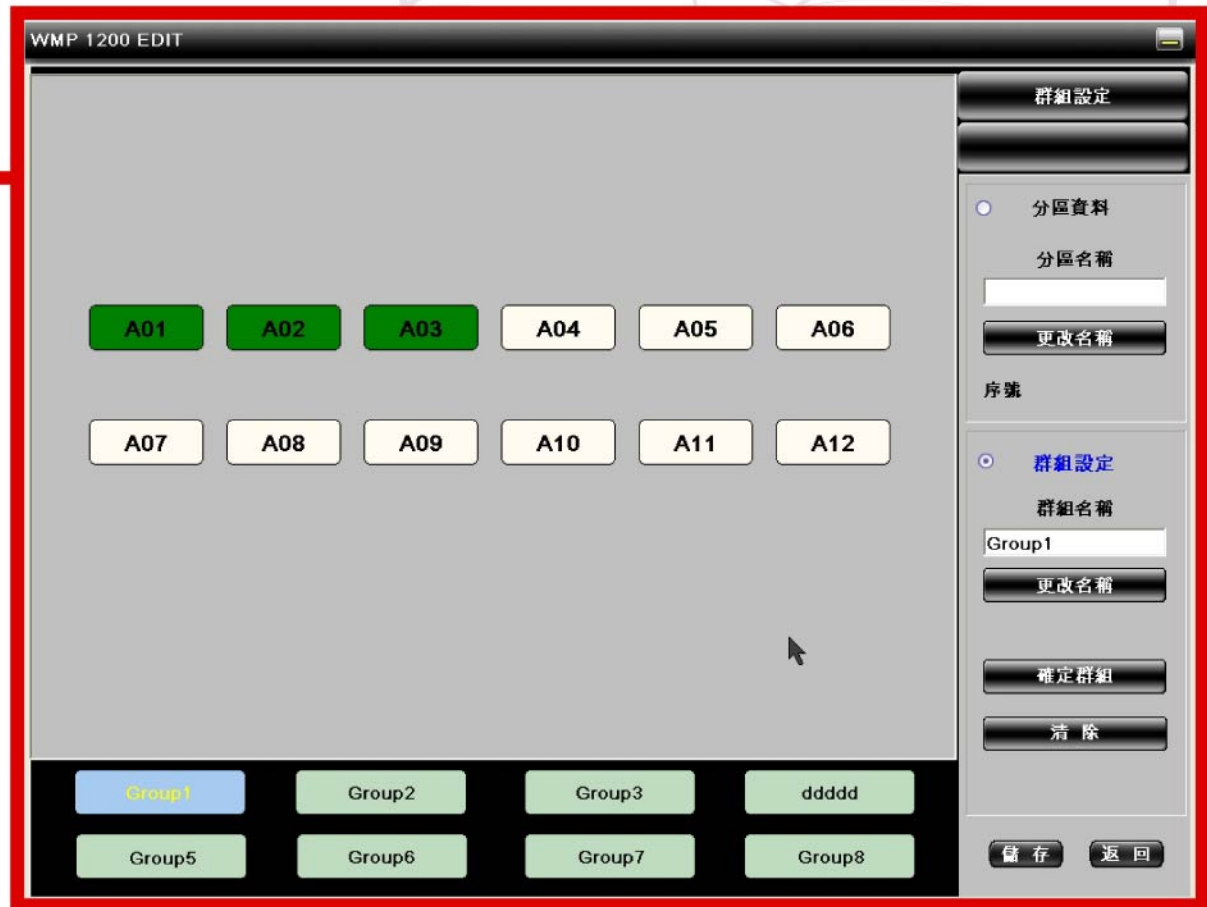 WMP 1200 EDIT
群組設定
分區資料
分區名稱
更改名稱
序號
A01 A02 A03 A04 A05 A06
A07 A08 A09 A10 A11 A12
群組設定
群組名稱
Group1
更改名稱
確定群組
清 除
Group1 Group2 Group3 ddddd
Group5 Group6 Group7 Group8
儲 存 返 回